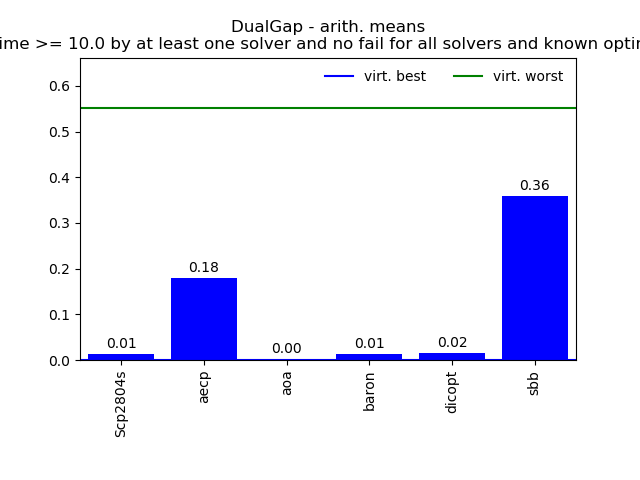 DualGap - arith. means
ime >= 10.0 by at least one solver and no fail for all solvers and known optim
virt. best virt. worst
0.6
0.5
0.4
0.3
0.2
0.1
0.0
0.01
0.18
0.00
0.01
0.02
0.36
Scp2804s
aecp
aoa
baron
dicopt
sbb